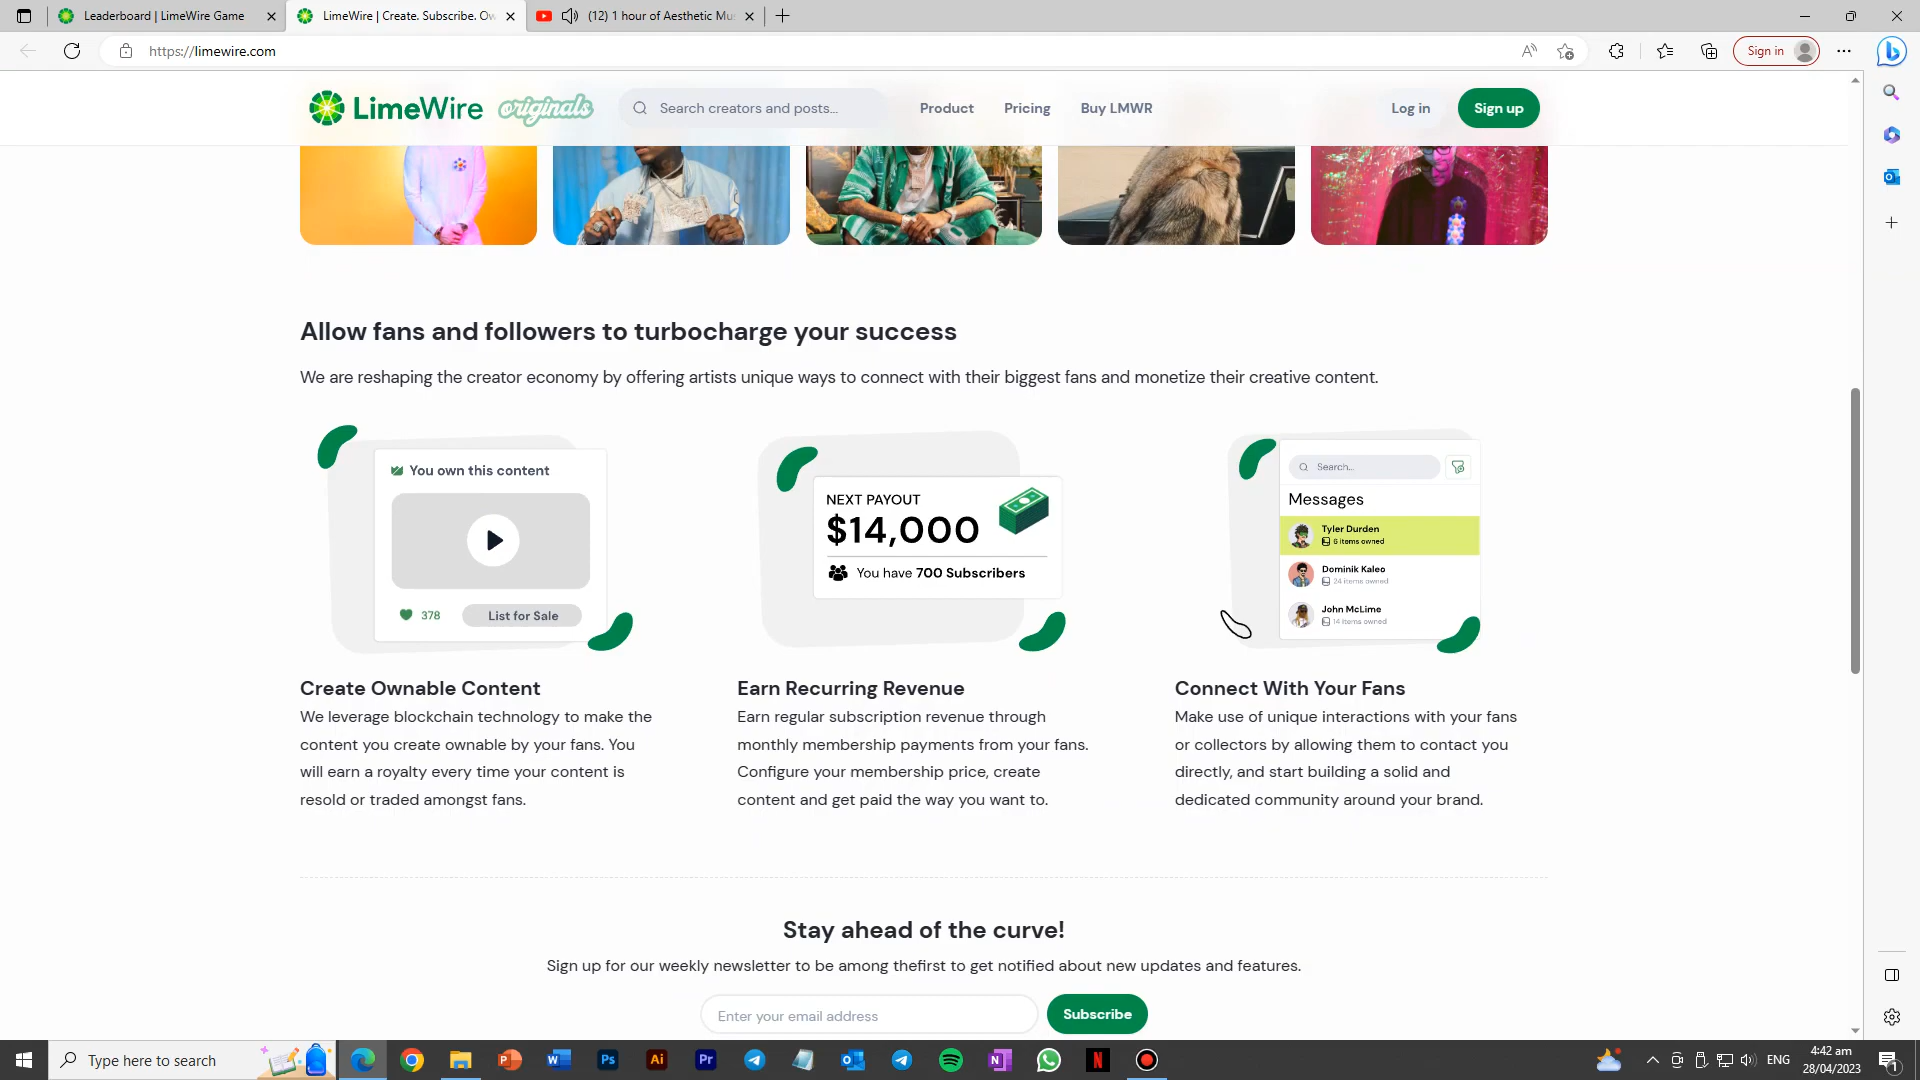 Leaderboard | LimeWire Game
LimeWire | Create. Subscribe. Ow
(12) 1 hour of Aesthetic Mus
https://limewire.com
Sign in
LimeWire originals
Search creators and posts...
Product
Pricing
Buy LMWR
Log in
Sign up
Allow fans and followers to turbocharge your success
We are reshaping the creator economy by offering artists unique ways to connect with their biggest fans and monetize their creative content.
You own this content
378
List for Sale
NEXT PAYOUT
$14,000
You have 700 Subscribers
Search...
Messages
Tyler Durden
6 items owned
Dominik Kaleo
24 items owned
John McLime
14 items owned
Create Ownable Content
We leverage blockchain technology to make the
content you create ownable by your fans. You
will earn a royalty every time your content is
resold or traded amongst fans.
Earn Recurring Revenue
Earn regular subscription revenue through
monthly membership payments from your fans.
Configure your membership price, create
content and get paid the way you want to.
Connect With Your Fans
Make use of unique interactions with your fans
or collectors by allowing them to contact you
directly, and start building a solid and
dedicated community around your brand.
Stay ahead of the curve!
Sign up for our weekly newsletter to be among thefirst to get notified about new updates and features.
Enter your email address
Subscribe
Type here to search
ENG
4:42 am
28/04/2023
1